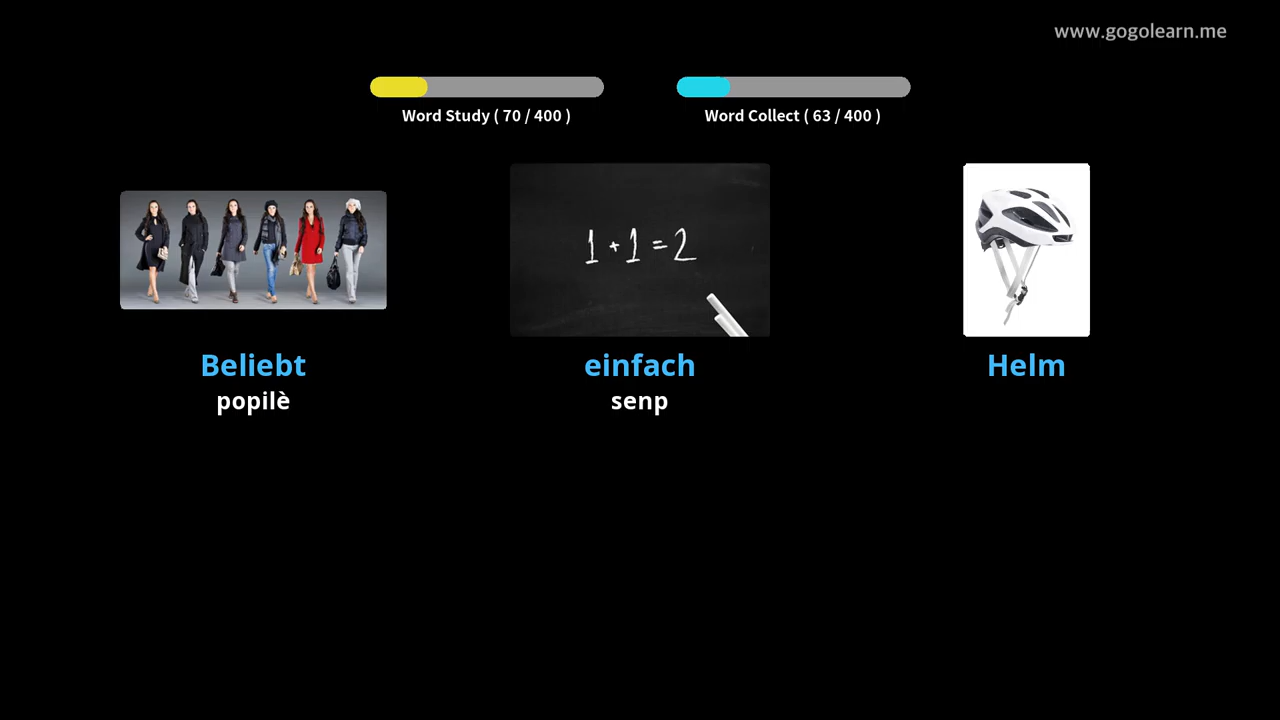 www.gogolearn.me
Word Study ( 70 / 400 )
Word Collect ( 63 / 400 )
1 + 1 = 2
Beliebt
einfach
Helm
popilè
senp